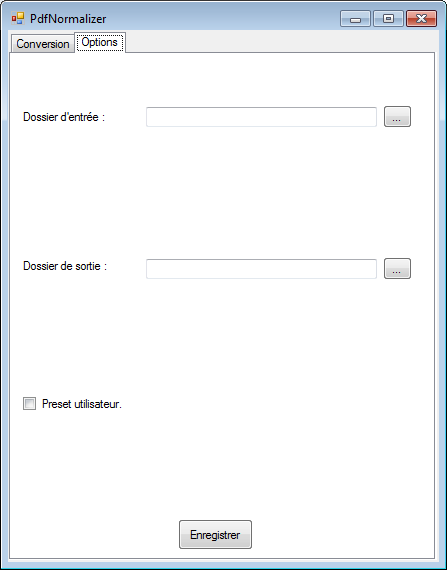 PdfNormalizer
Conversion Options
Dossier d'entrée : ...
Dossier de sortie : ...
Preset utilisateur.
Enregistrer